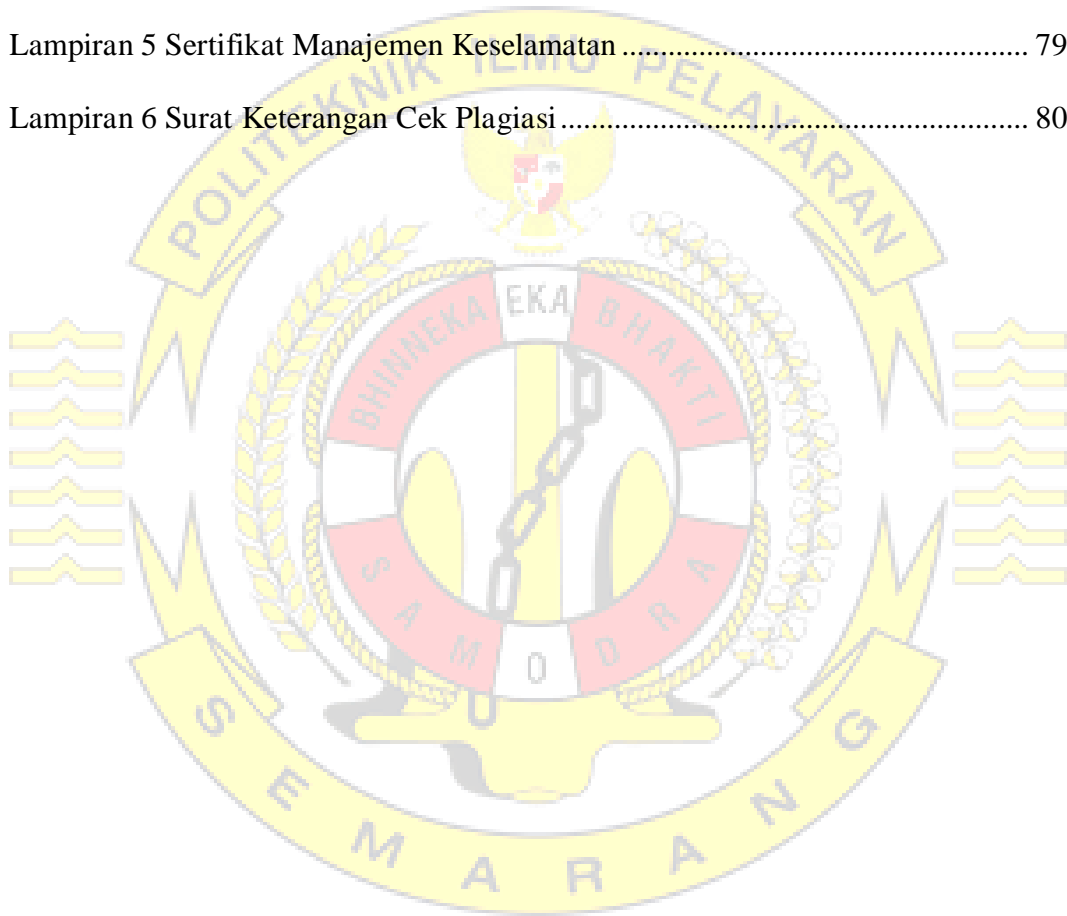 Lampiran 5 Sertifikat Manajemen Keselamatan ................................................ 79
Lampiran 6 Surat Keterangan Cek Plagiasi ....................................................... 80
POLITEKNIK ILMU PELAYARAN
BHINNEKA EKA BHAKTI
SAMODRA
SEMARANG